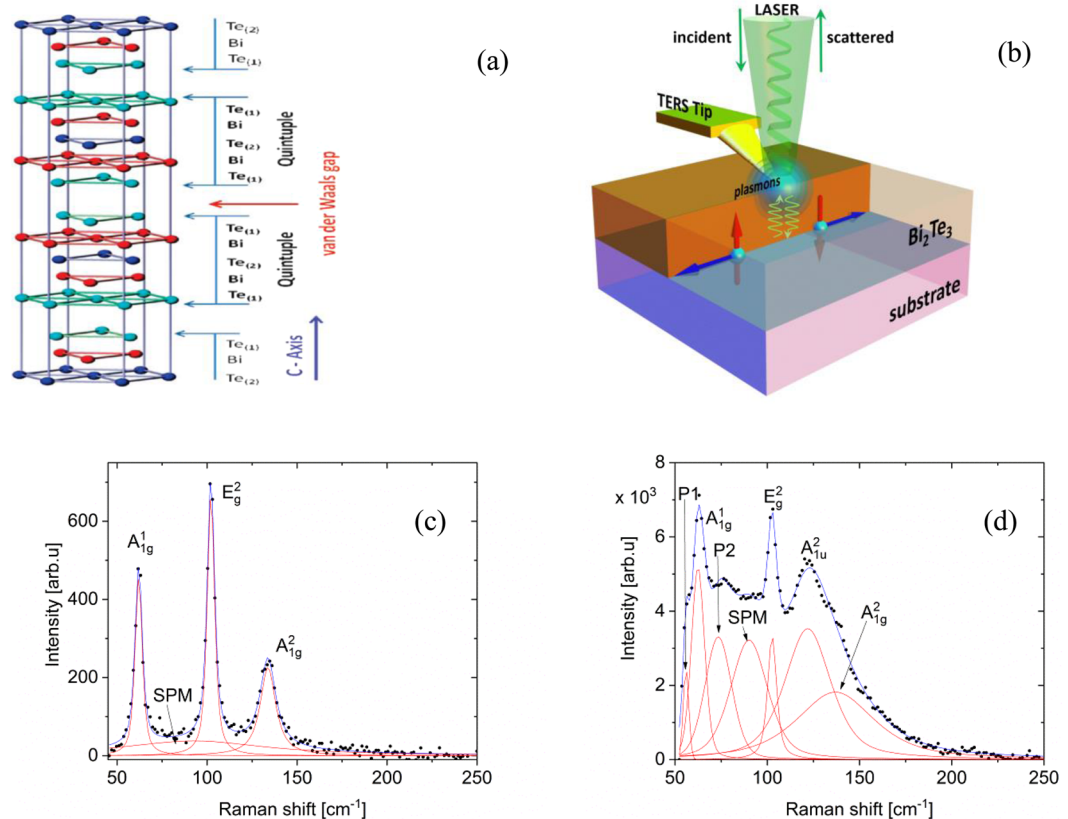 Te(2)
Bi
Te(1)
(a)
Te(1)
Bi
Te(2)
Bi
Te(1)
Quintuple
van der Waals gap
Te(1)
Bi
Te(2)
Bi
Te(1)
Quintuple
Te(1)
Bi
Te(2)
C - Axis
LASER
incident
scattered
(b)
TERS Tip
plasmons
Bi2Te3
substrate
(c)
A1g1
SPM
Eg2
A1g2
600
400
200
0
50
100
150
200
250
Intensity [arb.u]
Raman shift [cm-1]
(d)
8
x 103
P1
A1g1
P2
SPM
Eg2
A1u2
A1g2
6
4
2
0
50
100
150
200
250
Intensity [arb.u]
Raman shift [cm-1]